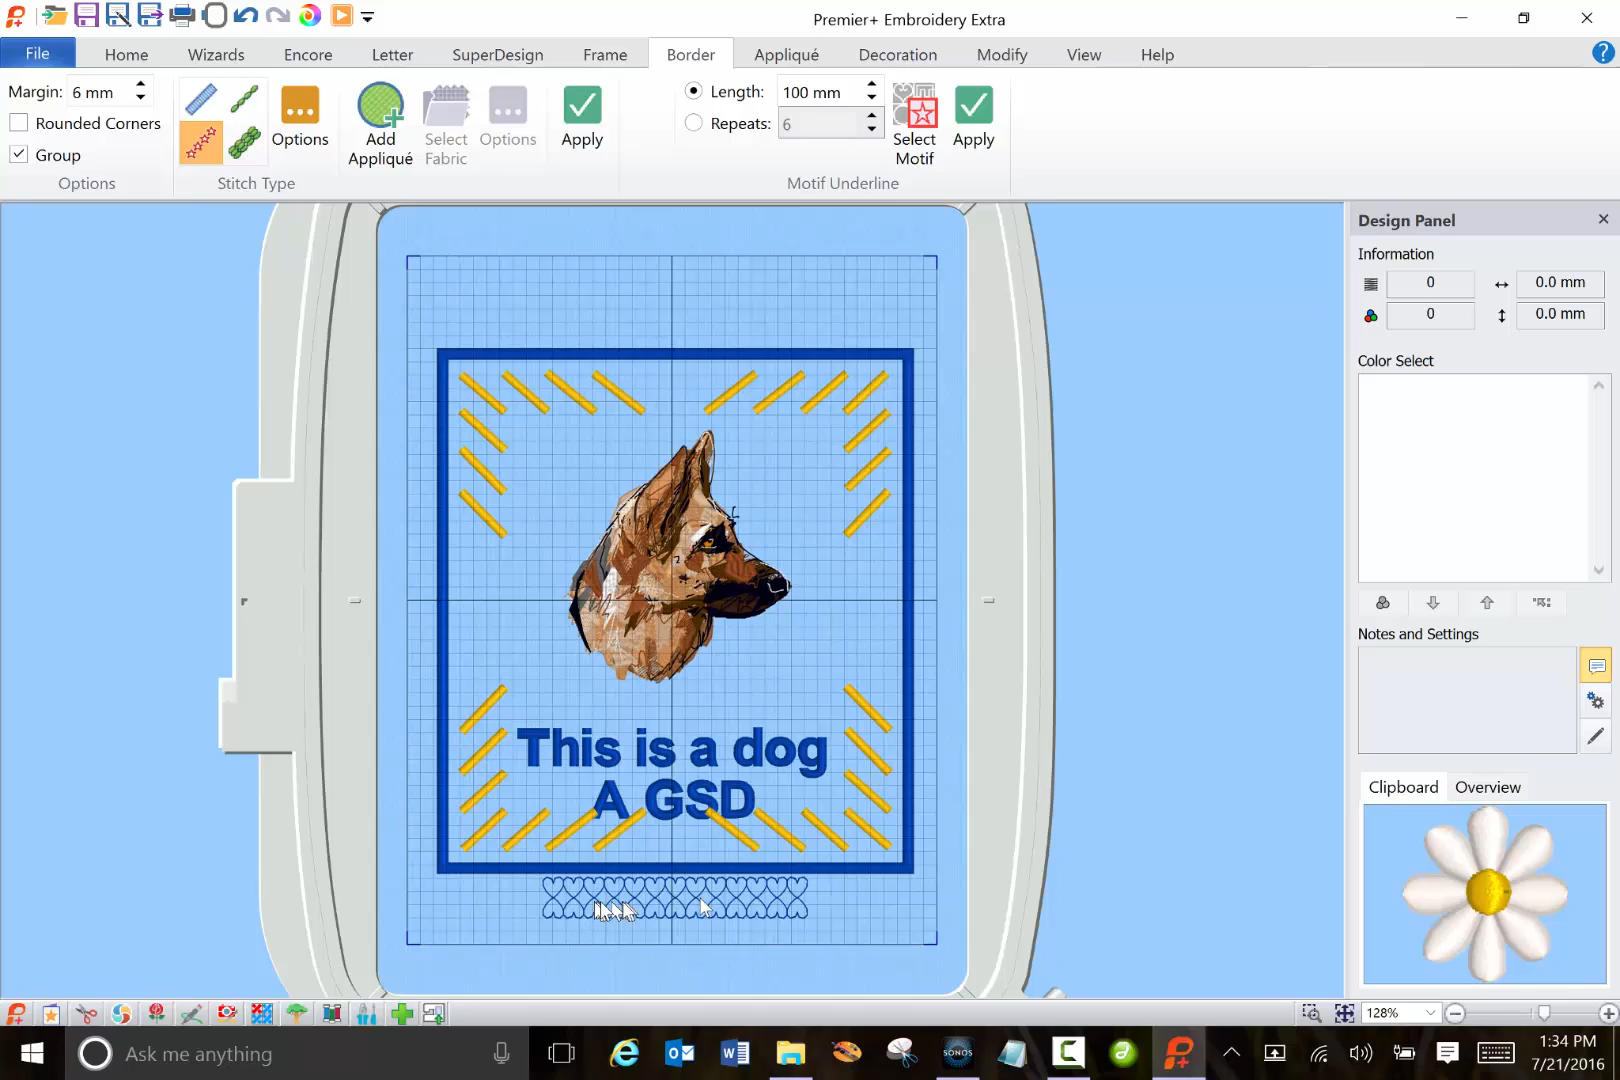 Premier+ Embroidery Extra
File Home Wizards Encore Letter SuperDesign Frame Border Appliqué Decoration Modify View Help
Margin: 6 mm
Rounded Corners
Group
Options
Options
Stitch Type
Add Appliqué
Select Fabric
Options
Apply
Length: 100 mm
Repeats: 6
Select Motif
Apply
Motif Underline
Design Panel
Information
0 0.0 mm
0 0.0 mm
Color Select
Notes and Settings
Clipboard Overview
This is a dog
A GSD
128%
Ask me anything
SONOS
1:34 PM
7/21/2016